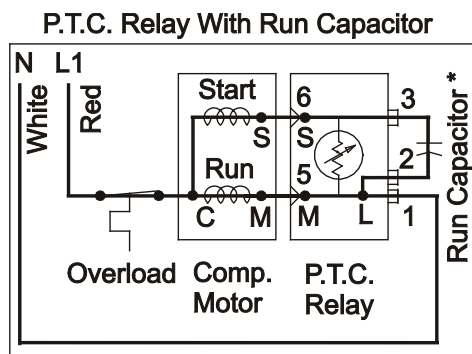 P.T.C. Relay With Run Capacitor
N L1
White
Red
Start
S
Run
C M
6
S
5
M
L
3
2
1
Run Capacitor *
Overload
Comp.
Motor
P.T.C.
Relay